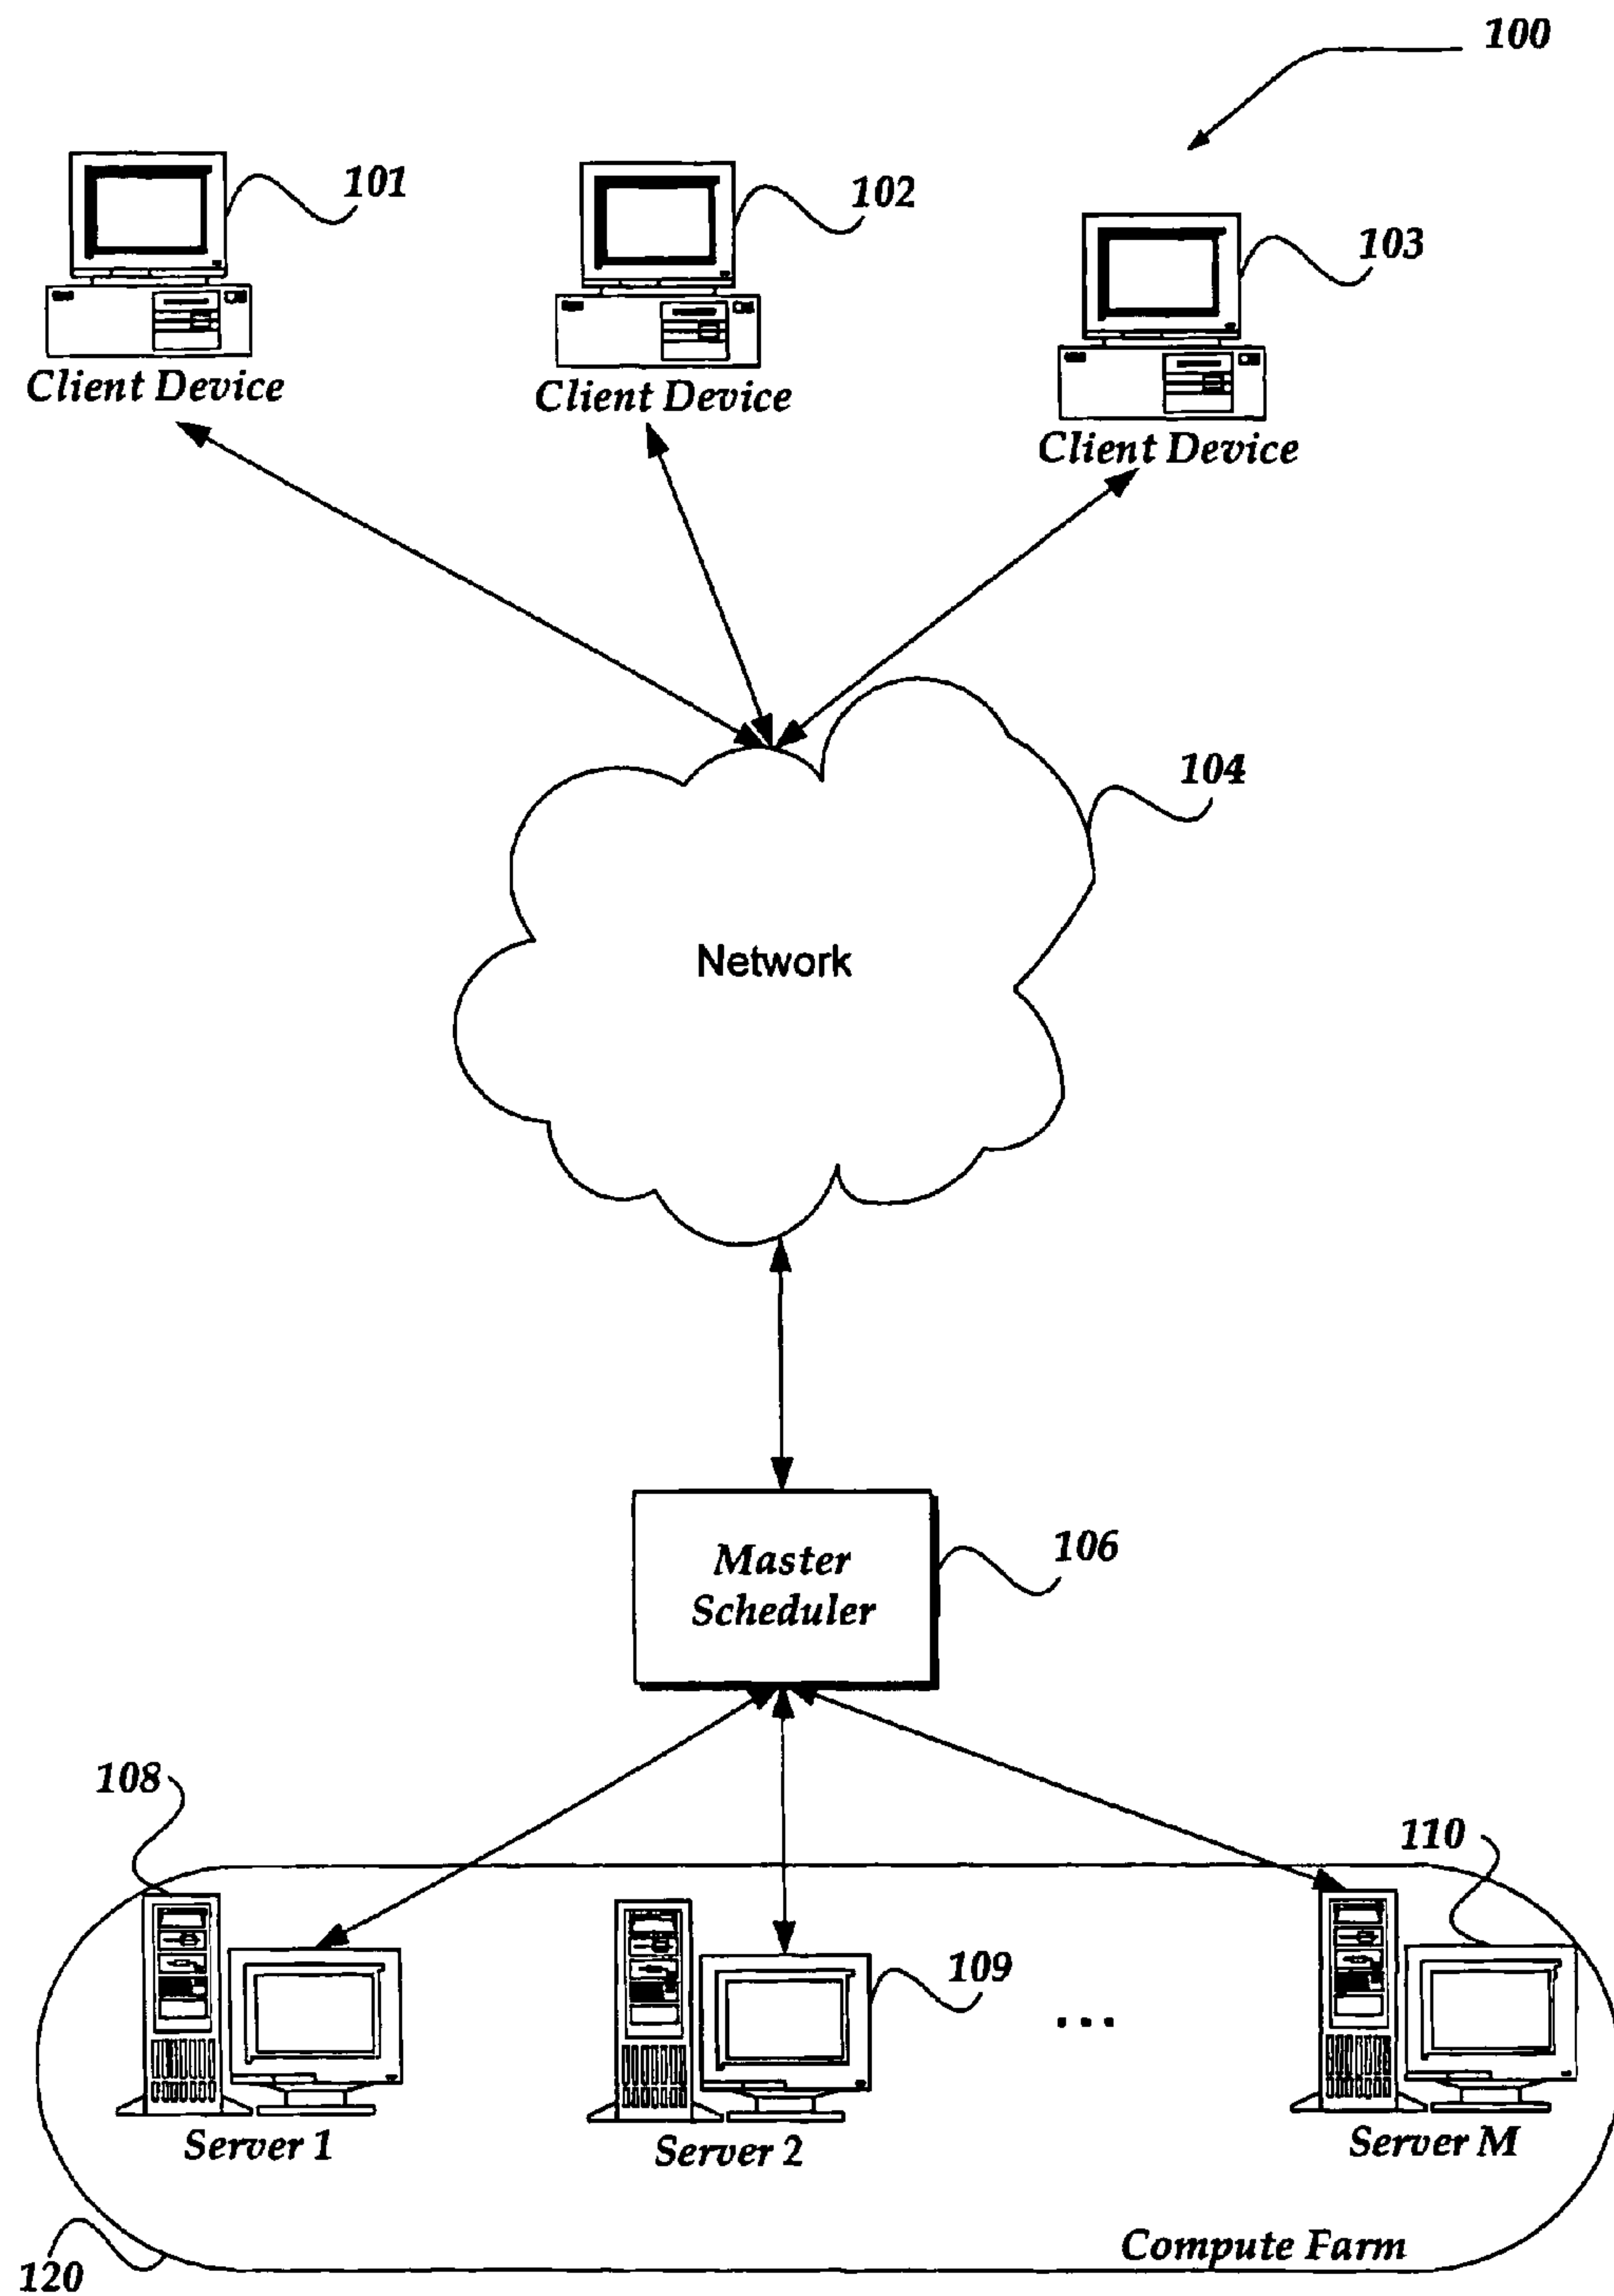 100
101
102
103
Client Device
Client Device
Client Device
104
Network
106
Master
Scheduler
108
110
109
...
Server 1
Server 2
Server M
Compute Farm
120